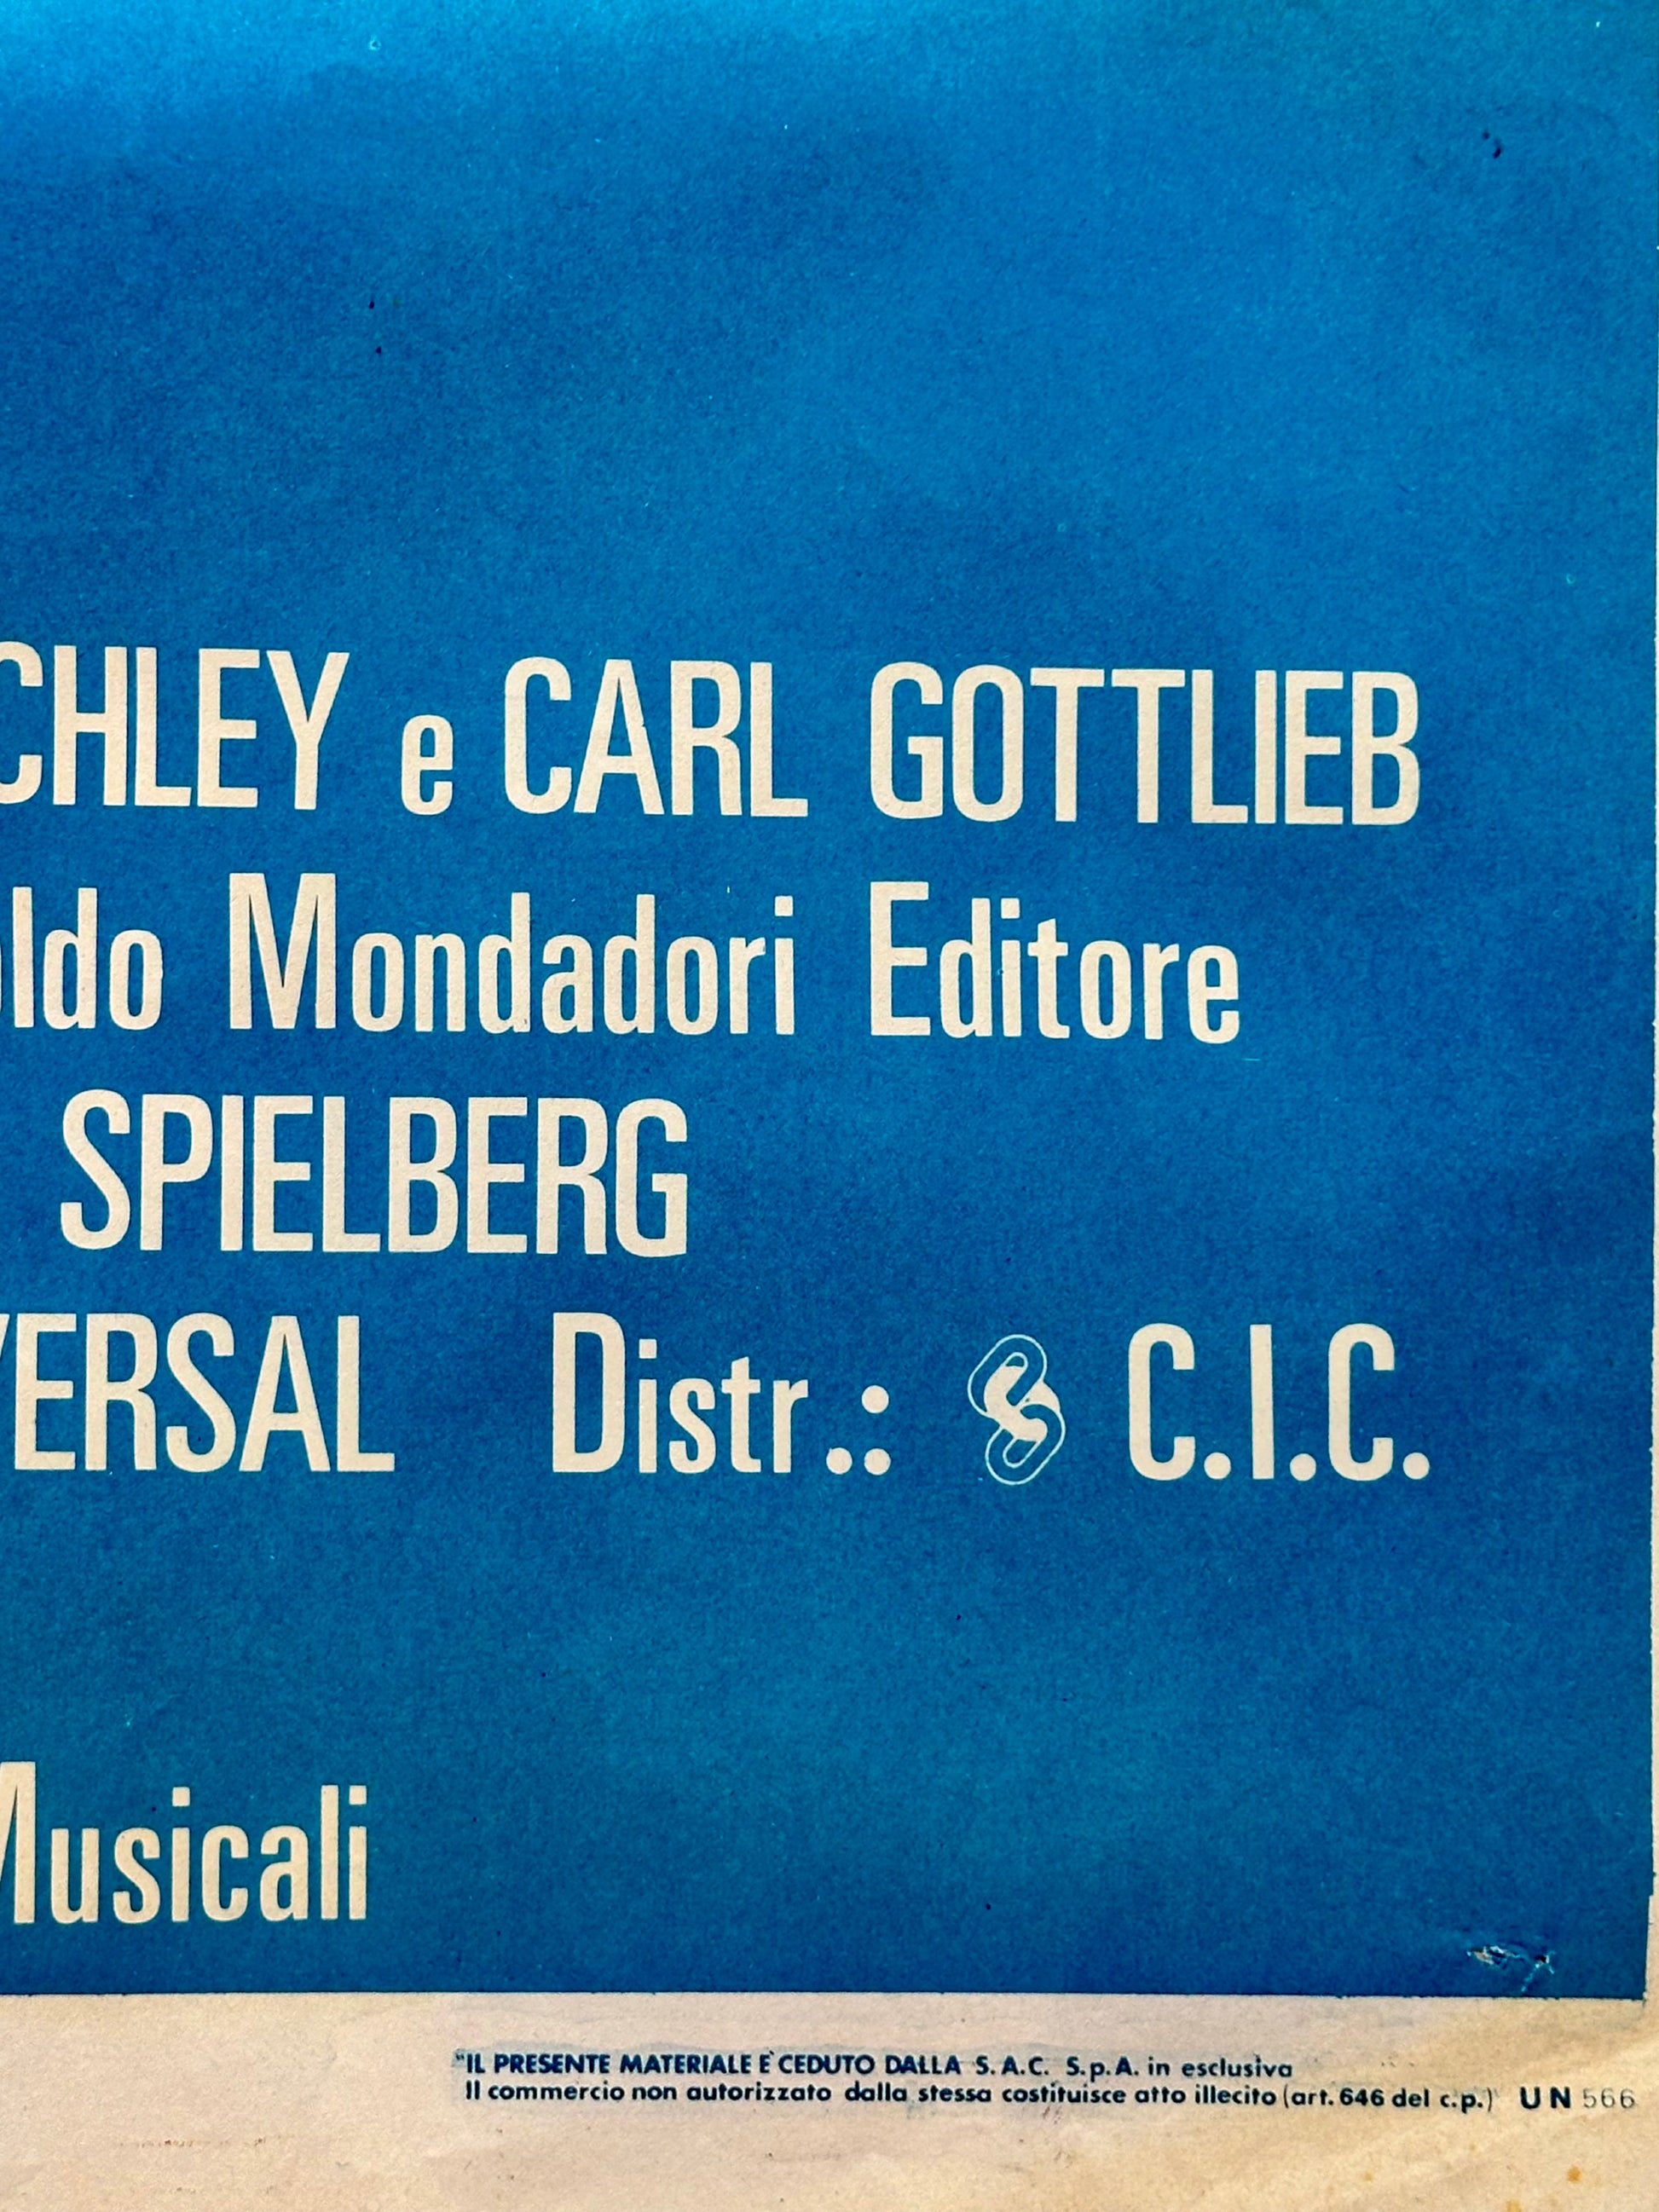 CHLEY e CARL GOTTLIEB
oldo Mondadori Editore
SPIELBERG
VERSAL Distr.: C.I.C.
Musicali
"IL PRESENTE MATERIALE E' CEDUTO DALLA S.A.C. S.p.A. in esclusiva
Il commercio non autorizzato dalla stessa costituisce atto illecito (art. 646 del c.p.)" UN 566